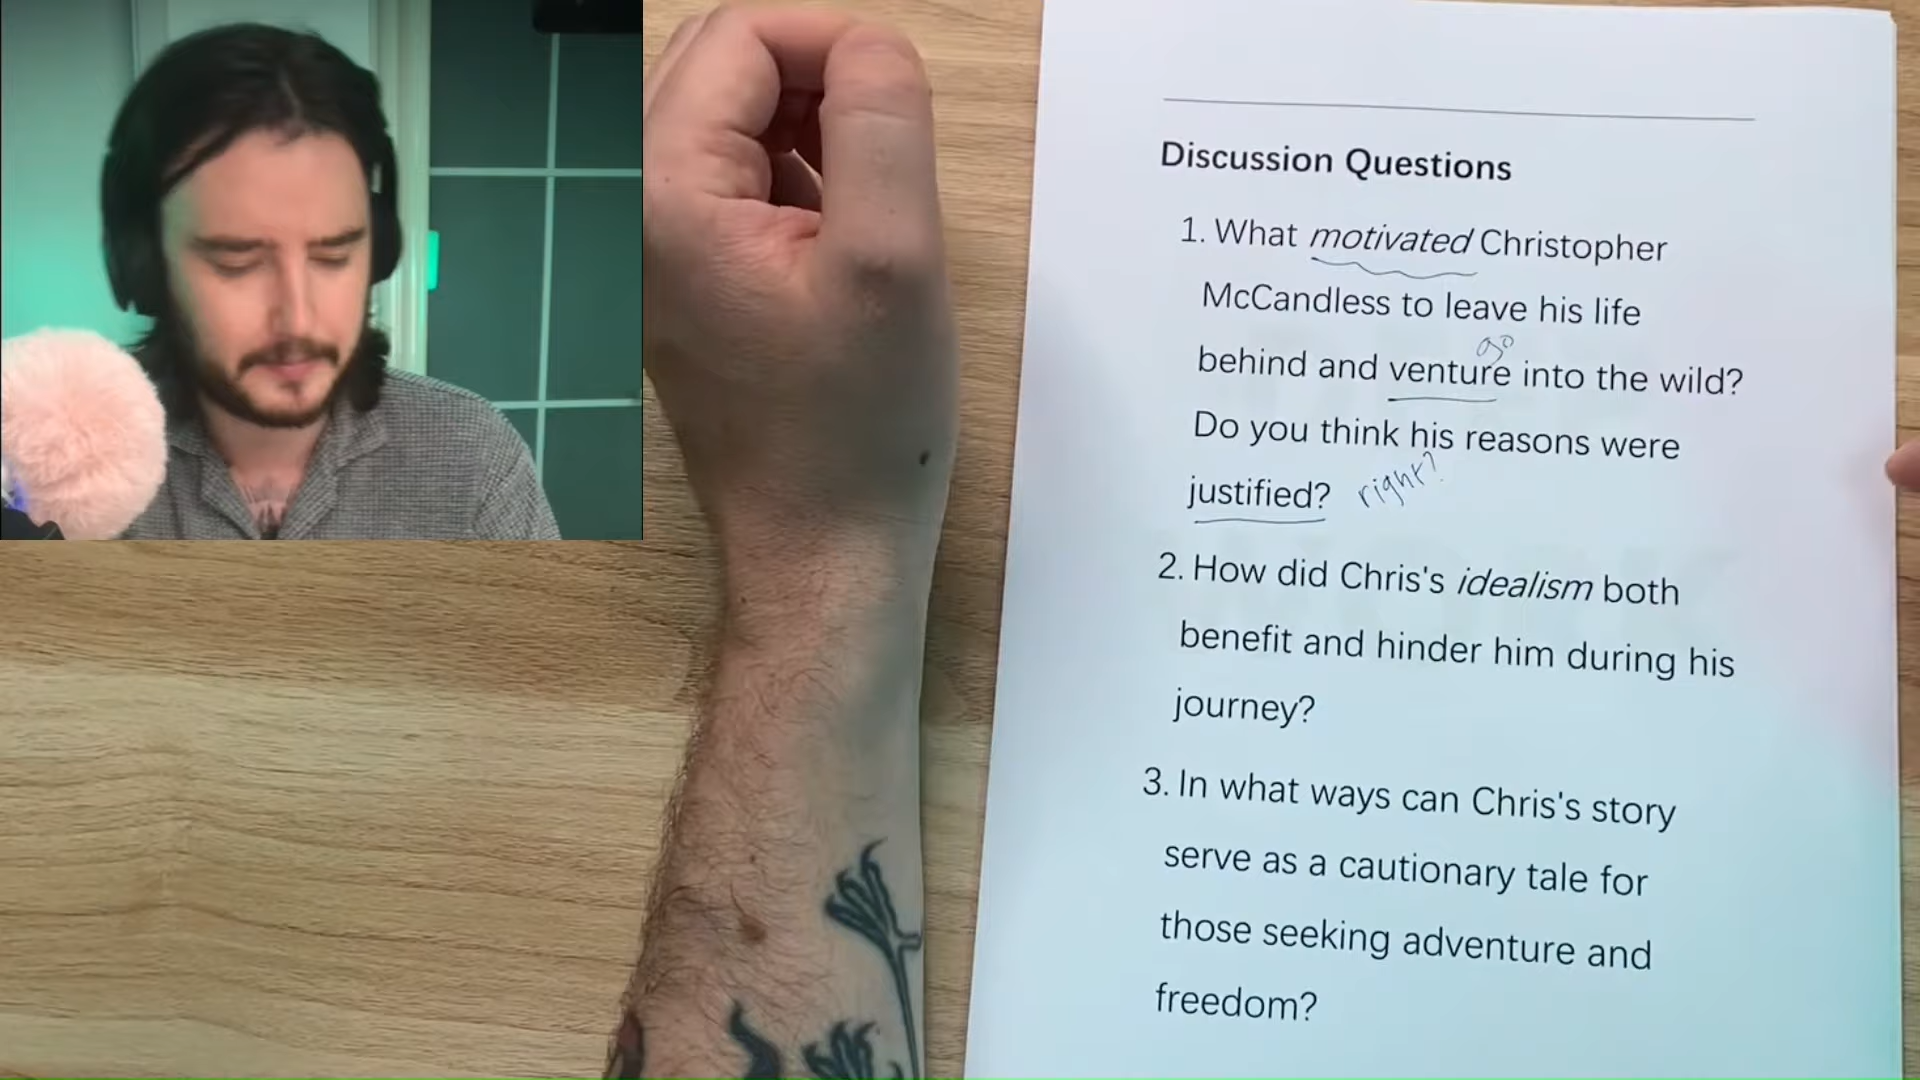 Discussion Questions
1. What motivated Christopher
McCandless to leave his life
go
behind and venture into the wild?
Do you think his reasons were
justified? right?
2. How did Chris's idealism both
benefit and hinder him during his
journey?
3. In what ways can Chris's story
serve as a cautionary tale for
those seeking adventure and
freedom?